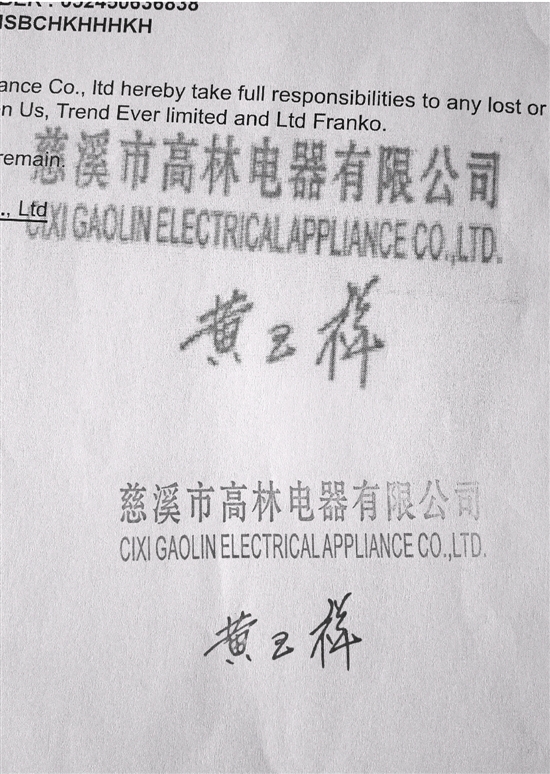 ISBCHKHHHKH
ance Co., ltd hereby take full responsibilities to any lost or
n Us, Trend Ever limited and Ltd Franko.
remain.
慈溪市高林电器有限公司
., Ltd
CIXI GAOLIN ELECTRICAL APPLIANCE CO.,LTD.
黄玉祥
慈溪市高林电器有限公司
CIXI GAOLIN ELECTRICAL APPLIANCE CO.,LTD.
黄玉祥